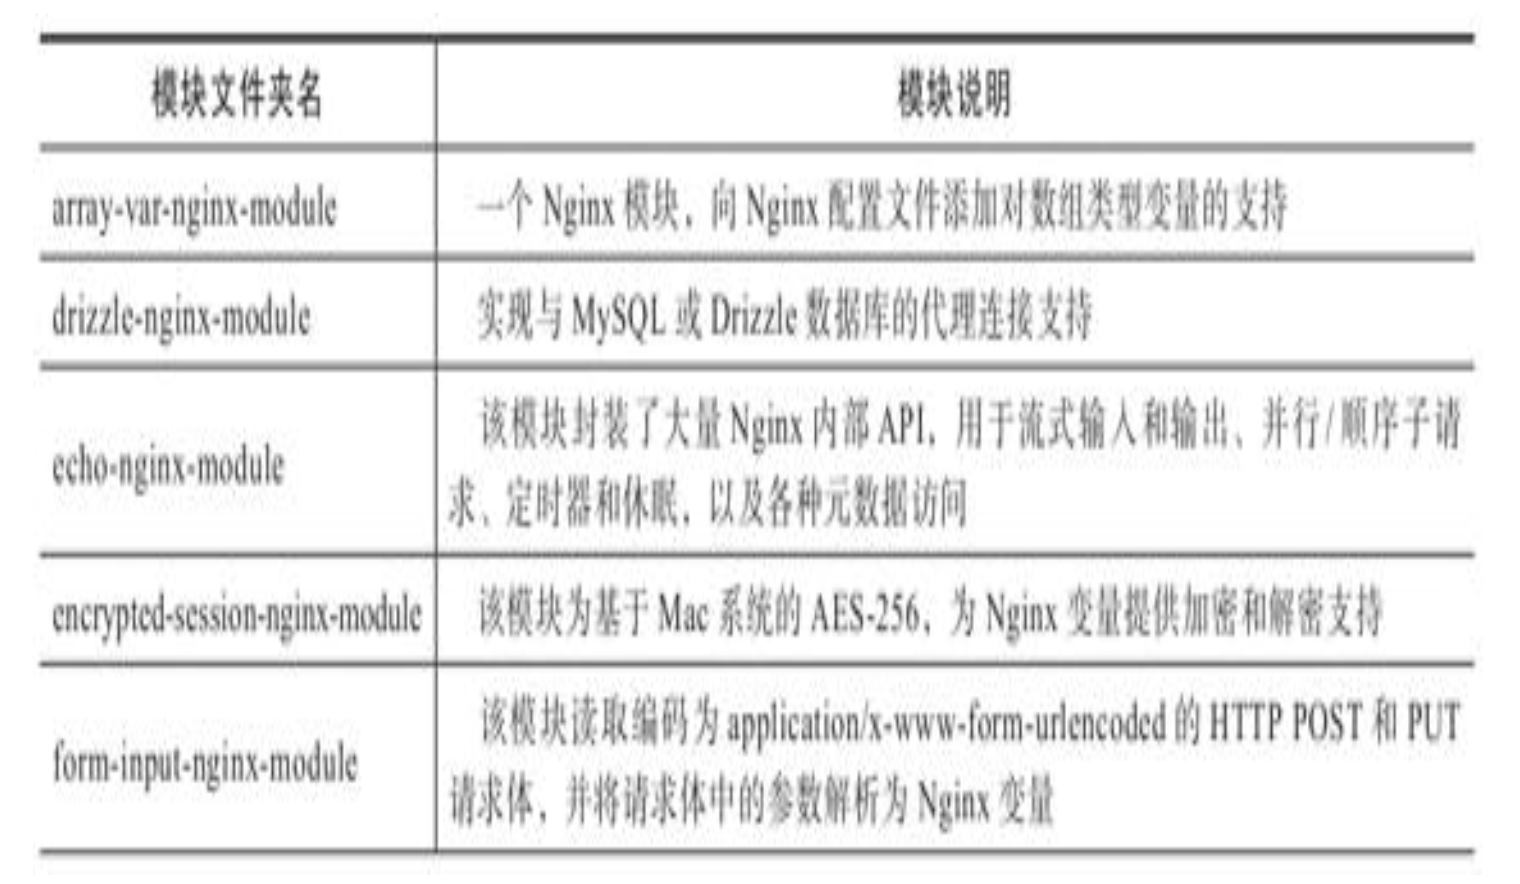 模块文件夹名 模块说明
array-var-nginx-module 一个 Nginx 模块，向 Nginx 配置文件添加对数组类型变量的支持
drizzle-nginx-module 实现与 MySQL 或 Drizzle 数据库的代理连接支持
echo-nginx-module 该模块封装了大量 Nginx 内部 API，用于流式输入和输出、并行/顺序子请
求、定时器和休眠，以及各种元数据访问
encrypted-session-nginx-module 该模块为基于 Mac 系统的 AES-256，为 Nginx 变量提供加密和解密支持
form-input-nginx-module 该模块读取编码为 application/x-www-form-urlencoded 的 HTTP POST 和 PUT
请求体，并将请求体中的参数解析为 Nginx 变量